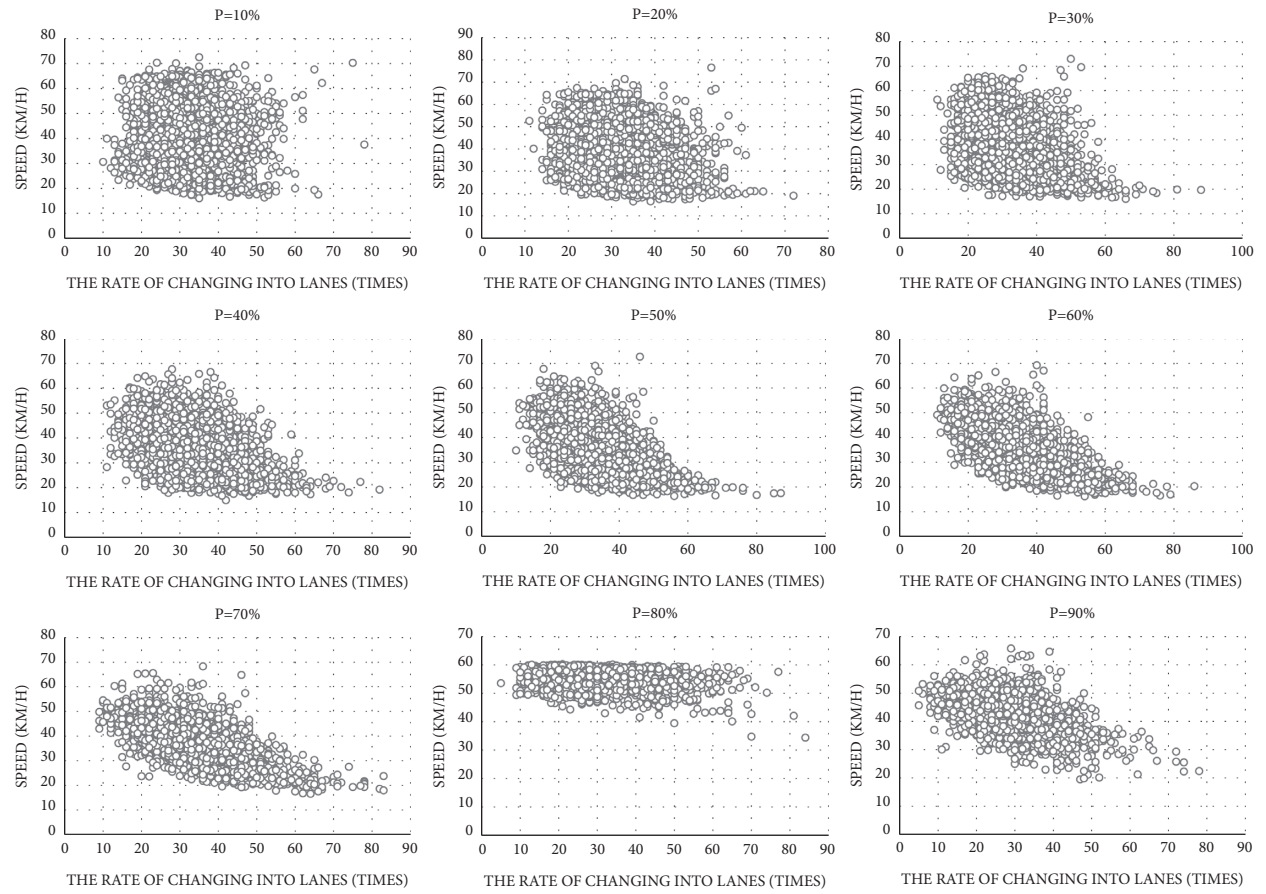 P=10%
SPEED (KM/H)
80
70
60
50
40
30
20
10
0
0 10 20 30 40 50 60 70 80 90
THE RATE OF CHANGING INTO LANES (TIMES)
P=20%
SPEED (KM/H)
90
80
70
60
50
40
30
20
10
0
0 10 20 30 40 50 60 70 80
THE RATE OF CHANGING INTO LANES (TIMES)
P=30%
SPEED (KM/H)
80
70
60
50
40
30
20
10
0
0 20 40 60 80 100
THE RATE OF CHANGING INTO LANES (TIMES)
P=40%
SPEED (KM/H)
80
70
60
50
40
30
20
10
0
0 10 20 30 40 50 60 70 80 90
THE RATE OF CHANGING INTO LANES (TIMES)
P=50%
SPEED (KM/H)
80
70
60
50
40
30
20
10
0
0 20 40 60 80 100
THE RATE OF CHANGING INTO LANES (TIMES)
P=60%
SPEED (KM/H)
80
70
60
50
40
30
20
10
0
0 20 40 60 80 100
THE RATE OF CHANGING INTO LANES (TIMES)
P=70%
SPEED (KM/H)
80
70
60
50
40
30
20
10
0
0 10 20 30 40 50 60 70 80 90
THE RATE OF CHANGING INTO LANES (TIMES)
P=80%
SPEED (KM/H)
70
60
50
40
30
20
10
0
0 10 20 30 40 50 60 70 80 90
THE RATE OF CHANGING INTO LANES (TIMES)
P=90%
SPEED (KM/H)
70
60
50
40
30
20
10
0
0 10 20 30 40 50 60 70 80 90
THE RATE OF CHANGING INTO LANES (TIMES)